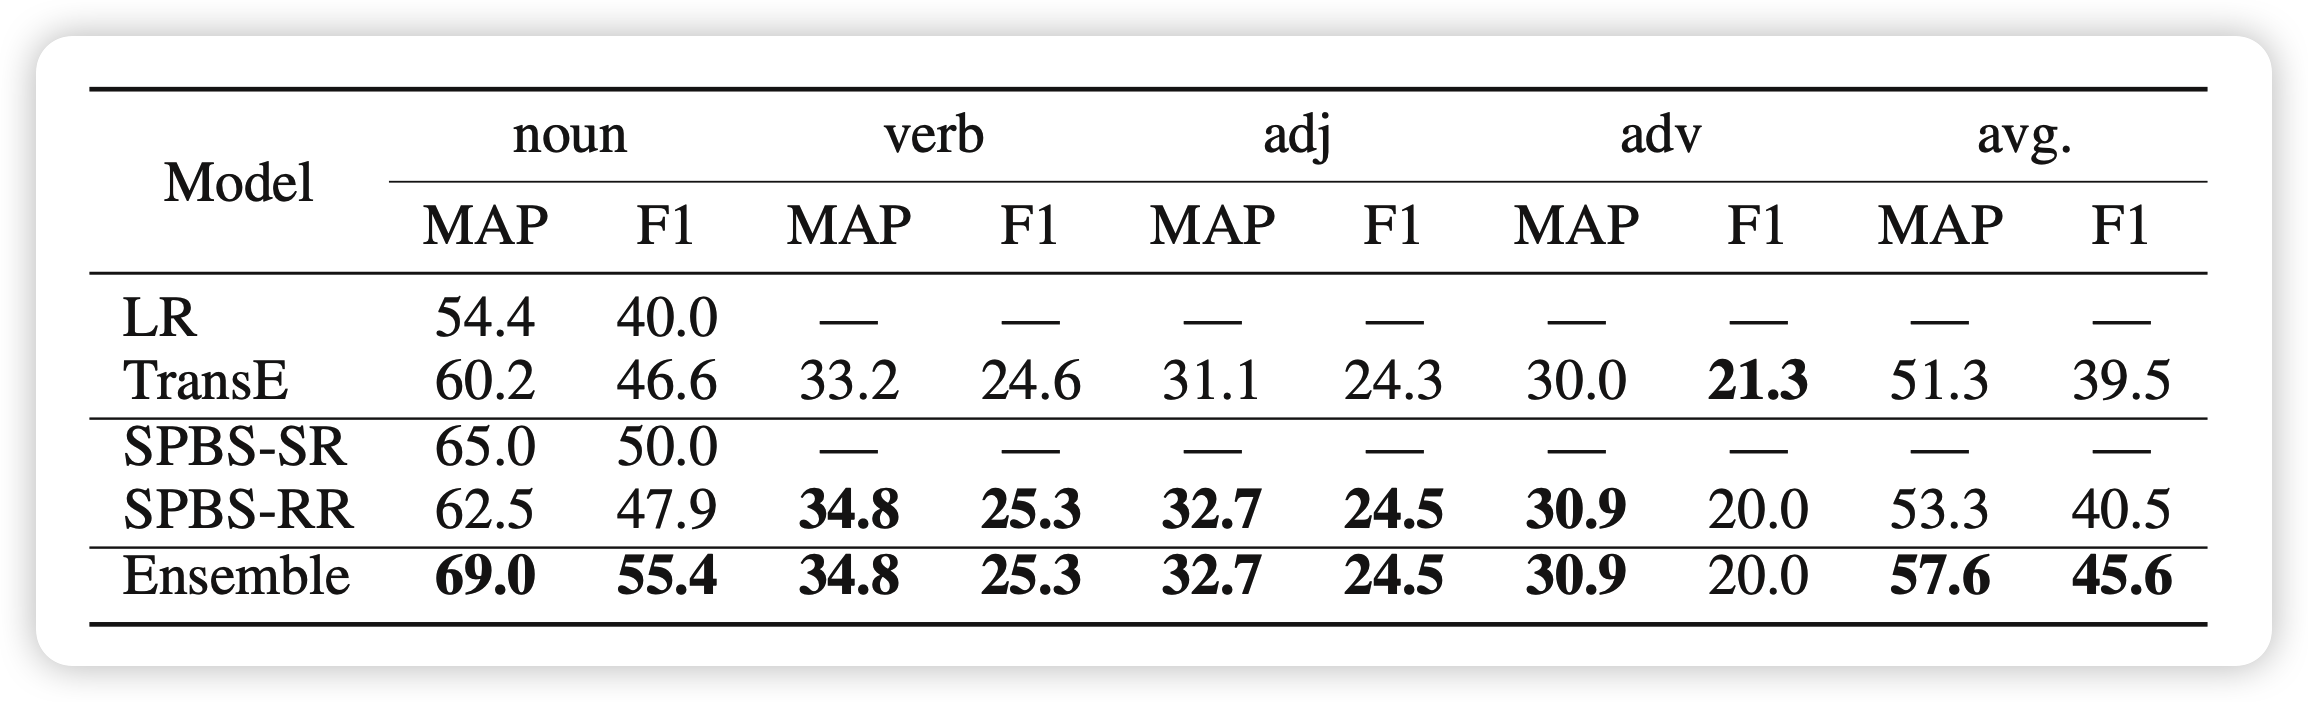 Model noun verb adj adv avg.
MAP F1 MAP F1 MAP F1 MAP F1 MAP F1
LR 54.4 40.0 — — — — — — — —
TransE 60.2 46.6 33.2 24.6 31.1 24.3 30.0 21.3 51.3 39.5
SPBS-SR 65.0 50.0 — — — — — — — —
SPBS-RR 62.5 47.9 34.8 25.3 32.7 24.5 30.9 20.0 53.3 40.5
Ensemble 69.0 55.4 34.8 25.3 32.7 24.5 30.9 20.0 57.6 45.6